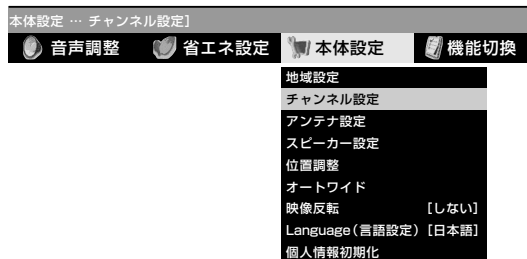 本体設定 … チャンネル設定]
音声調整 省エネ設定 本体設定 機能切換
地域設定
チャンネル設定
アンテナ設定
スピーカー設定
位置調整
オートワイド
映像反転 [しない]
Language(言語設定) [日本語]
個人情報初期化